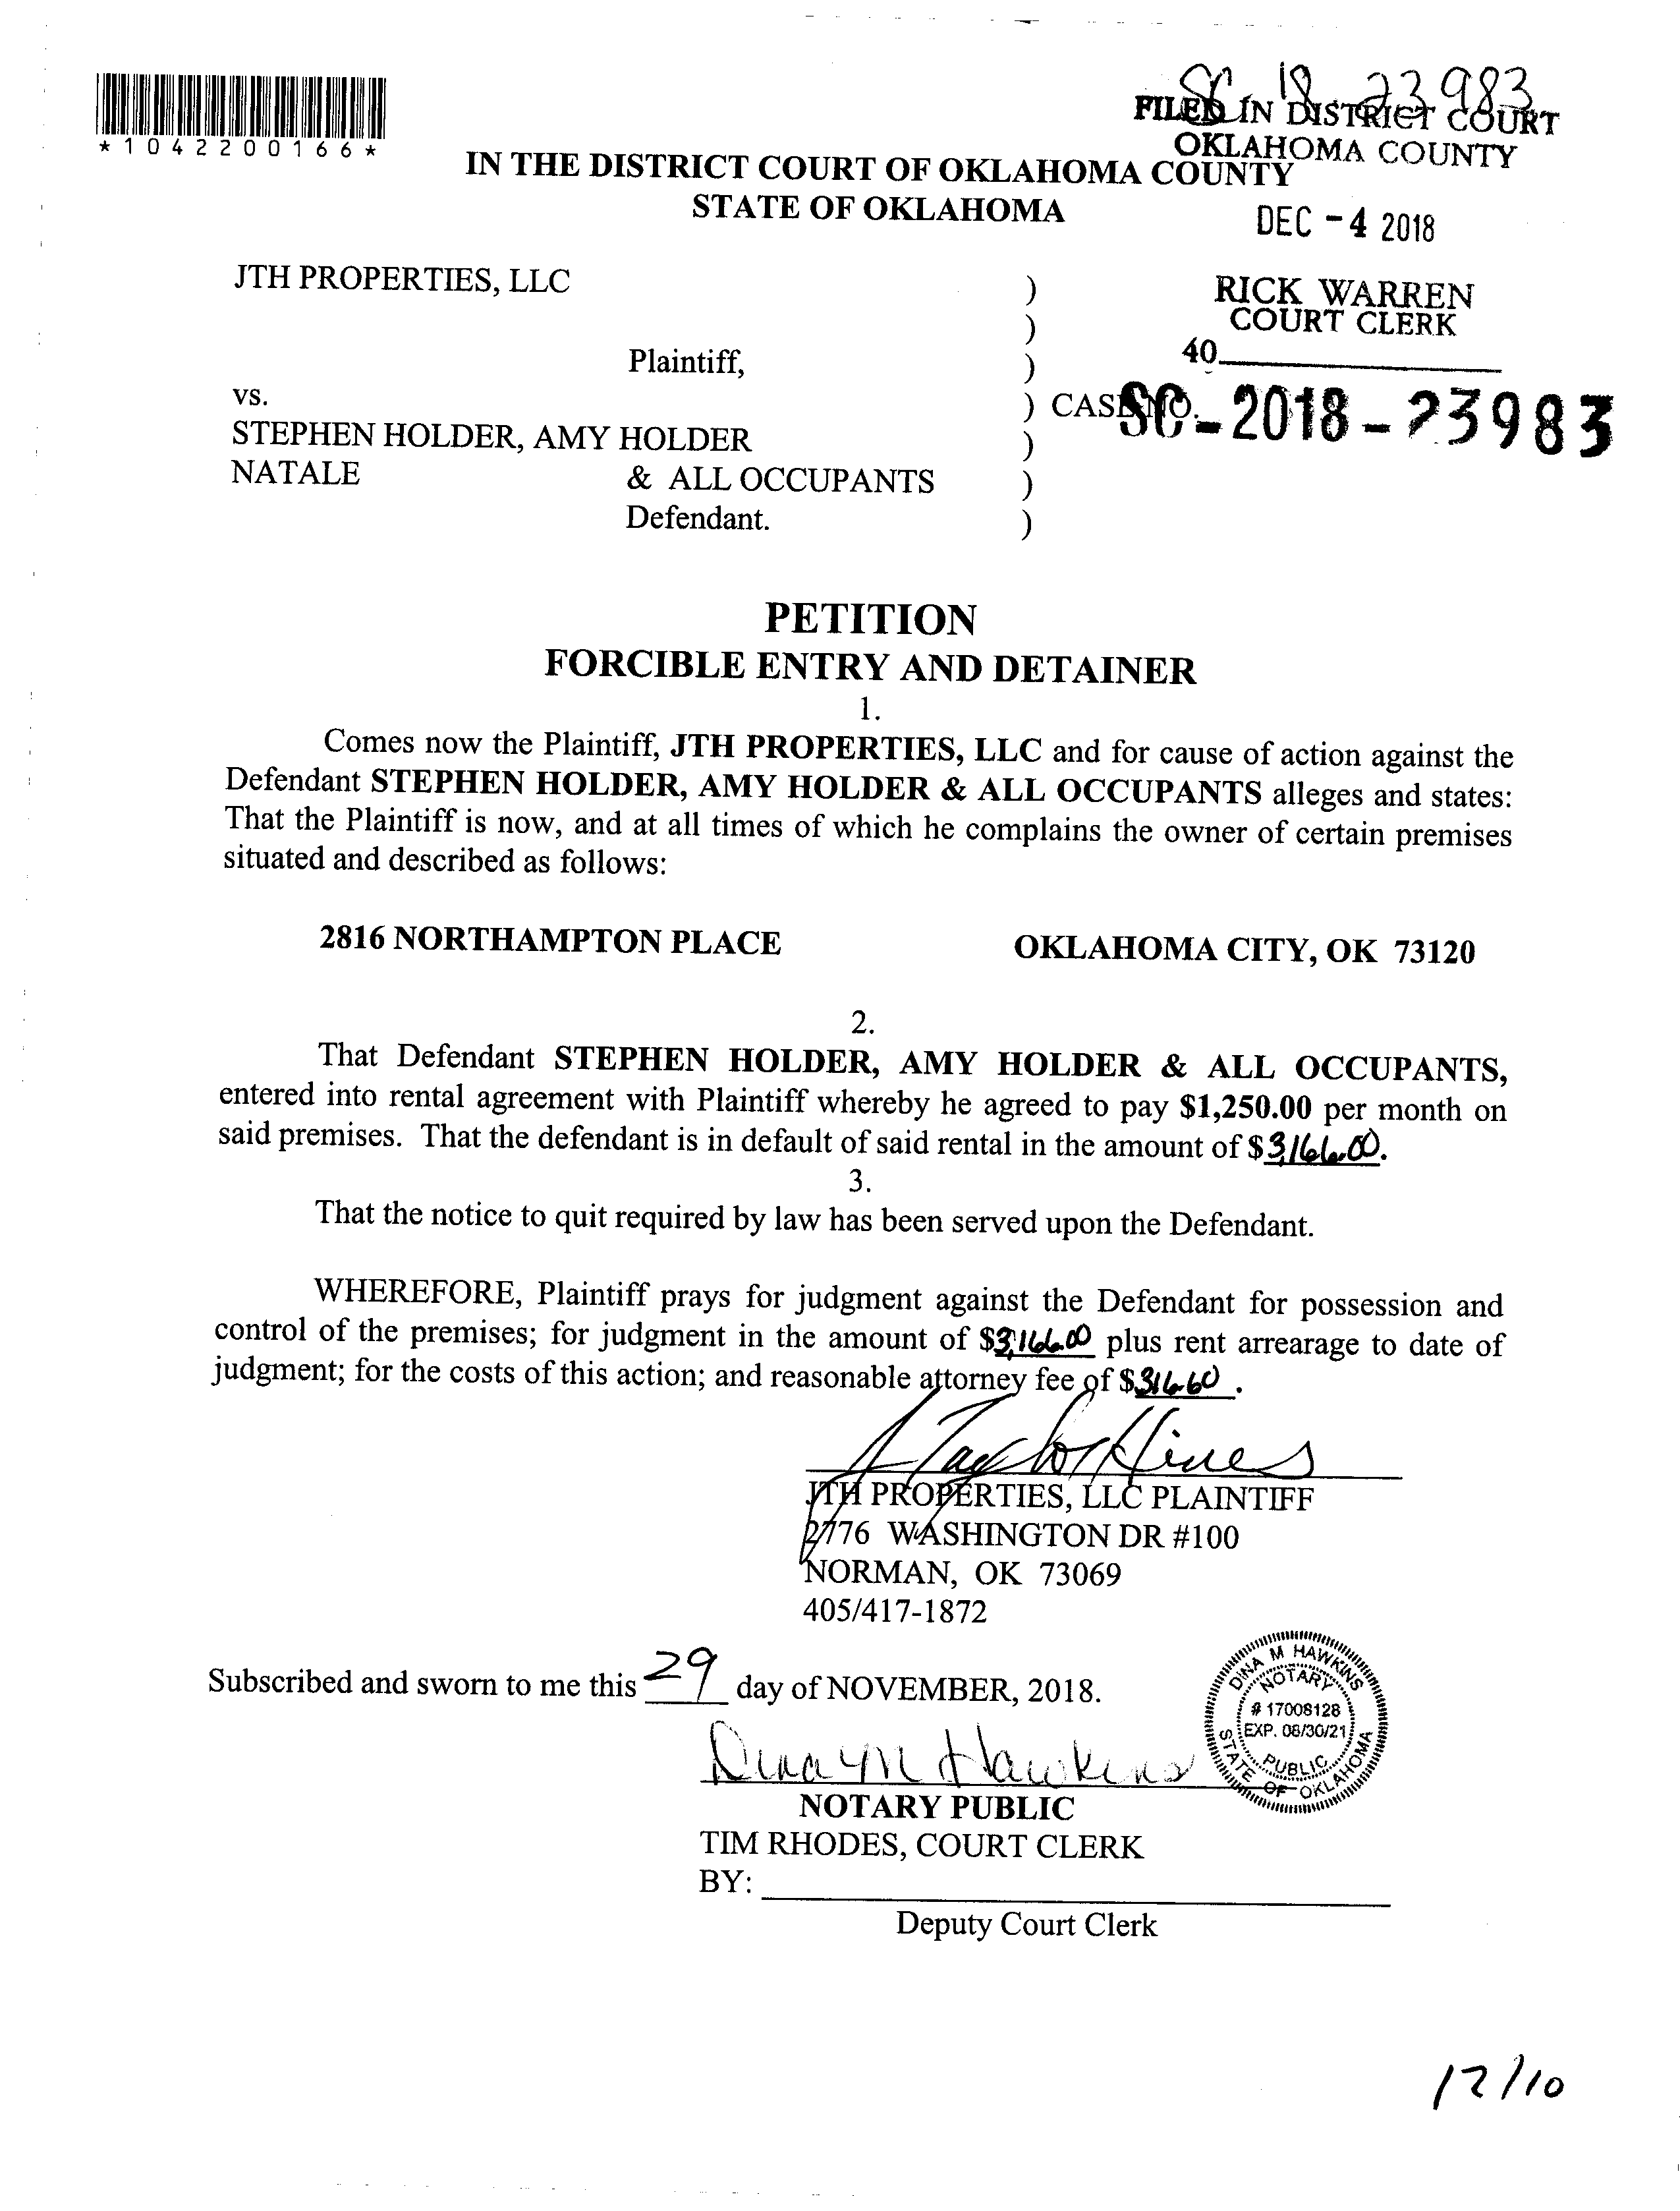 SC-18-23983
FILED IN DISTRICT COURT
OKLAHOMA COUNTY
*1042200166*
IN THE DISTRICT COURT OF OKLAHOMA COUNTY
STATE OF OKLAHOMA
DEC -4 2018
JTH PROPERTIES, LLC )
RICK WARREN
COURT CLERK
)
40
Plaintiff, )
vs. ) CASE NO. SC-2018-23983
STEPHEN HOLDER, AMY HOLDER )
NATALE & ALL OCCUPANTS )
Defendant. )
PETITION
FORCIBLE ENTRY AND DETAINER
1.
Comes now the Plaintiff, JTH PROPERTIES, LLC and for cause of action against the
Defendant STEPHEN HOLDER, AMY HOLDER & ALL OCCUPANTS alleges and states:
That the Plaintiff is now, and at all times of which he complains the owner of certain premises
situated and described as follows:
2816 NORTHAMPTON PLACE OKLAHOMA CITY, OK 73120
2.
That Defendant STEPHEN HOLDER, AMY HOLDER & ALL OCCUPANTS,
entered into rental agreement with Plaintiff whereby he agreed to pay $1,250.00 per month on
said premises. That the defendant is in default of said rental in the amount of $3,166.00.
3.
That the notice to quit required by law has been served upon the Defendant.
WHEREFORE, Plaintiff prays for judgment against the Defendant for possession and
control of the premises; for judgment in the amount of $3,166.00 plus rent arrearage to date of
judgment; for the costs of this action; and reasonable attorney fee of $316.60.
J Taylor Hines
JTH PROPERTIES, LLC PLAINTIFF
2776 WASHINGTON DR #100
NORMAN, OK 73069
405/417-1872
Subscribed and sworn to me this 29 day of NOVEMBER, 2018.
DINA M HAWKINS
NOTARY
# 17008128
EXP. 08/30/21
PUBLIC
STATE OF OKLAHOMA
Dina M Hawkins
NOTARY PUBLIC
TIM RHODES, COURT CLERK
BY:
Deputy Court Clerk
12/10